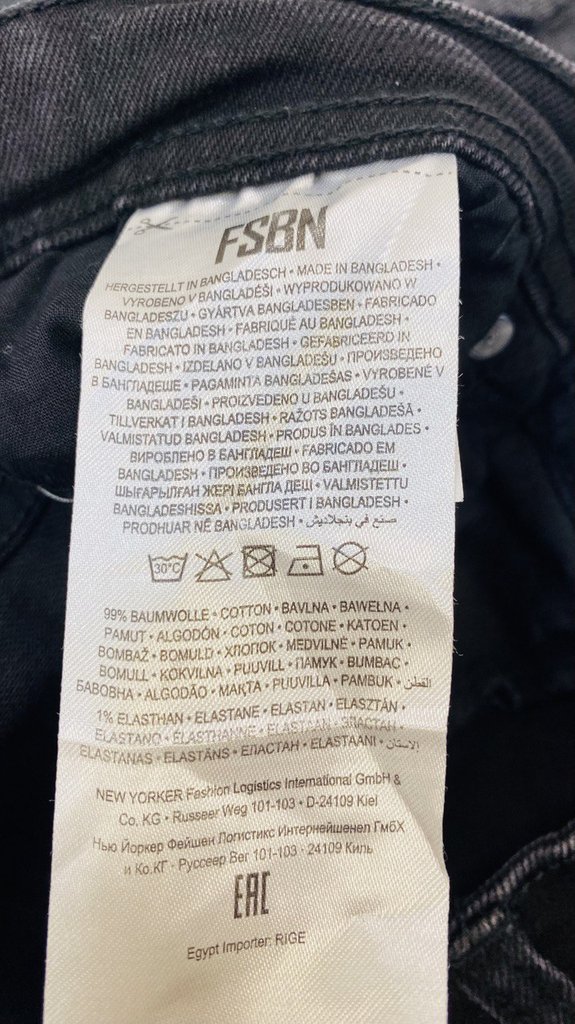 FSBN
HERGESTELLT IN BANGLADESCH • MADE IN BANGLADESH •
VYROBENO V BANGLADÉŠI • WYPRODUKOWANO W
BANGLADESZU • GYÁRTVA BANGLADESBEN • FABRICADO
EN BANGLADESH • FABRIQUÉ AU BANGLADESH •
FABRICATO IN BANGLADESH • GEFABRICEERD IN
BANGLADESH • IZDELANO V BANGLADEŠU • ПРОИЗВЕДЕНО
В БАНГЛАДЕШЕ • PAGAMINTA BANGLADEŠAS • VYROBENÉ V
BANGLADEŠI • PROIZVEDENO U BANGLADEŠU •
TILLVERKAT I BANGLADESH • RAŽOTS BANGLADEŠĀ •
VALMISTATUD BANGLADESH • PRODUS ÎN BANGLADES •
ВИРОБЛЕНО В БАНГЛАДЕШ • FABRICADO EM
BANGLADESH • ПРОИЗВЕДЕНО ВО БАНГЛАДЕШ •
ШЫҒАРЫЛҒАН ЖЕРІ БАНГЛА ДЕШ • VALMISTETTU
BANGLADESHISSA • PRODUSERT I BANGLADESH •
PRODHUAR NË BANGLADESH • صنع في بنجلاديش
30°C
99% BAUMWOLLE • COTTON • BAVLNA • BAWEŁNA •
PAMUT • ALGODÓN • COTON • COTONE • KATOEN •
BOMBAŽ • BOMULD • ХЛОПОК • MEDVILNĖ • PAMUK •
BOMULL • KOKVILNA • PUUVILL • ПАМУК • BUMBAC •
БАВОВНА • ALGODÃO • МАҚТА • PUUVILLA • PAMBUK • القطن
1% ELASTHAN • ELASTANE • ELASTAN • ELASZTÁN •
ELASTANO • ÉLASTHANNE • ELASTAAN • ЭЛАСТАН •
ELASTANAS • ELASTĀNS • ЕЛАСТАН • ELASTAANI • الاستان
NEW YORKER Fashion Logistics International GmbH &
Co. KG • Russeer Weg 101-103 • D-24109 Kiel
Нью Йоркер Фейшен Логистикс Интернейшенел ГмбХ
и Ко.КГ · Руссеер Вег 101-103 · 24109 Киль
EAC
Egypt Importer: RIGE